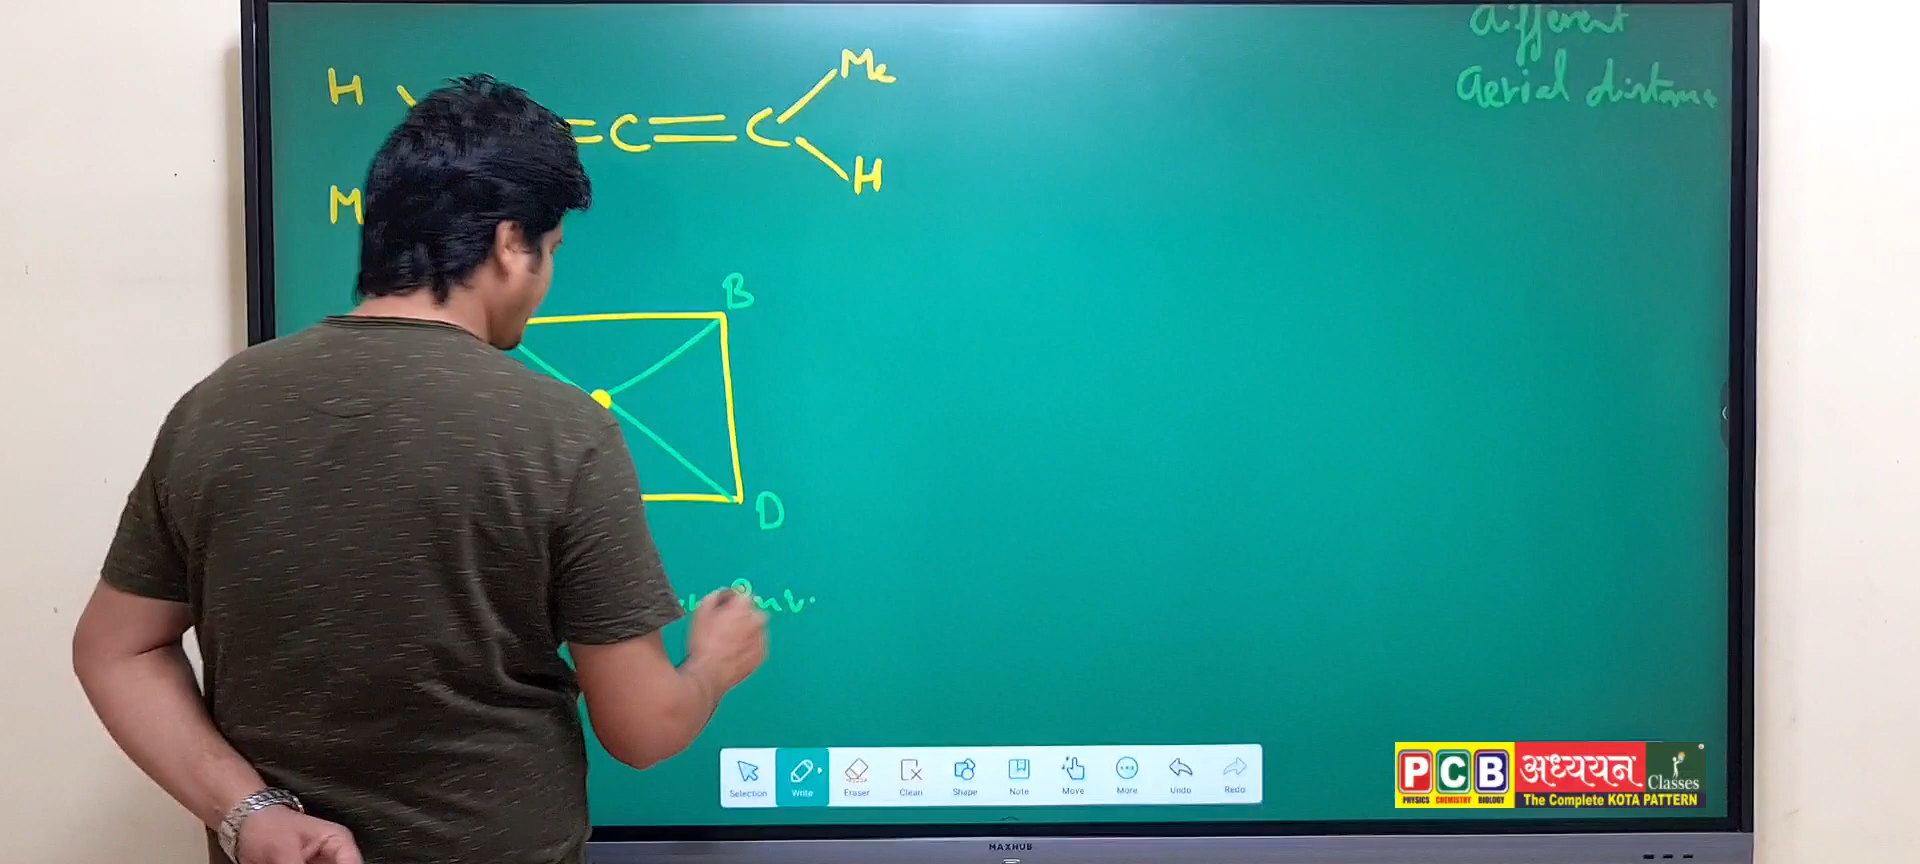 different
aerial distance
H
Me
=C=C
M
H
B
D
Selection Write Eraser Clean Shape Note Move More Undo Redo
PCB अध्ययन Classes
PHYSICS CHEMISTRY BIOLOGY The Complete KOTA PATTERN
MAXHUB